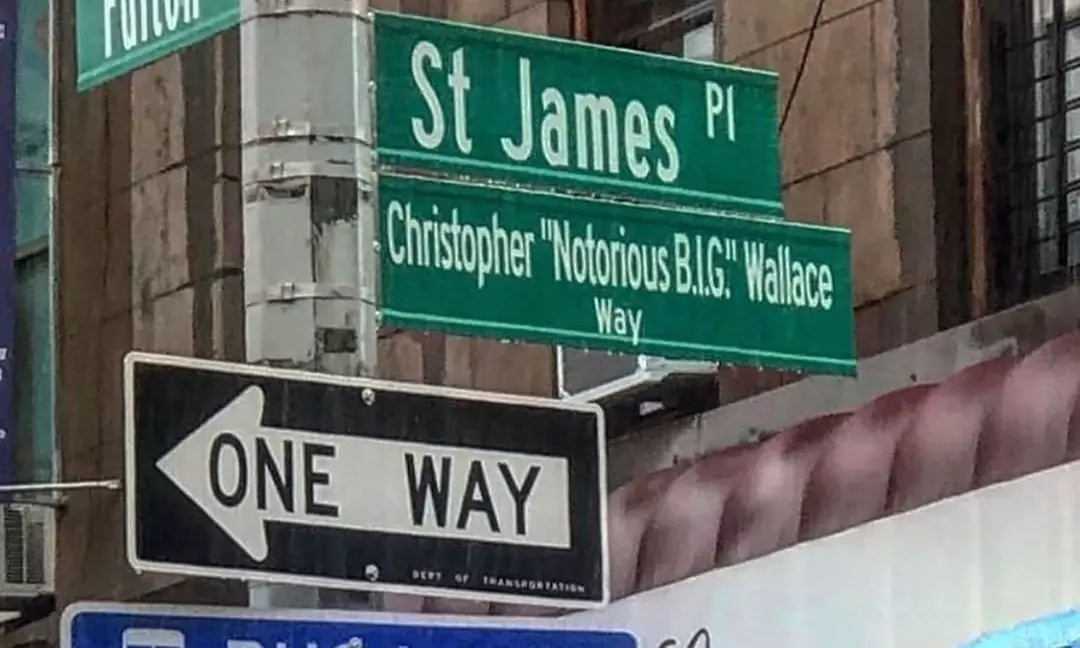 Fulton
St James Pl
Christopher "Notorious B.I.G." Wallace
Way
ONE WAY
DEPT OF TRANSPORTATION